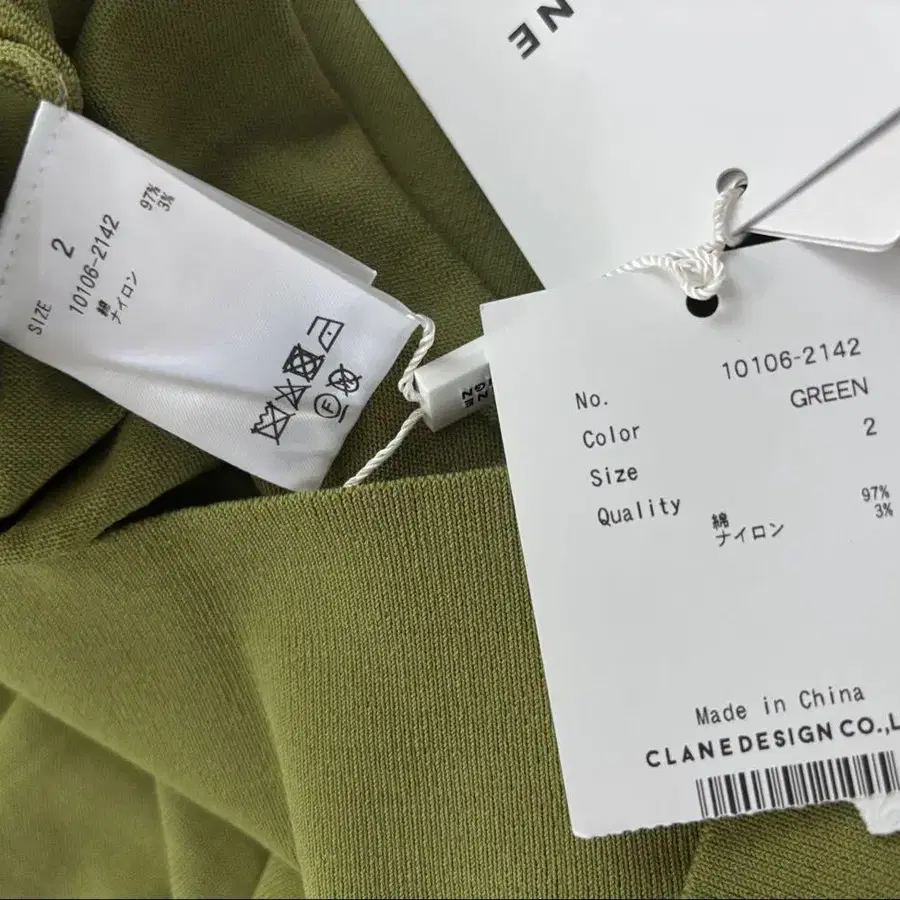 NE
SIZE 2
10106-2142
綿 97%
ナイロン 3%
No. 10106-2142
Color GREEN
Size 2
Quality 綿 97%
ナイロン 3%
Made in China
CLANEDESIGN CO.,L